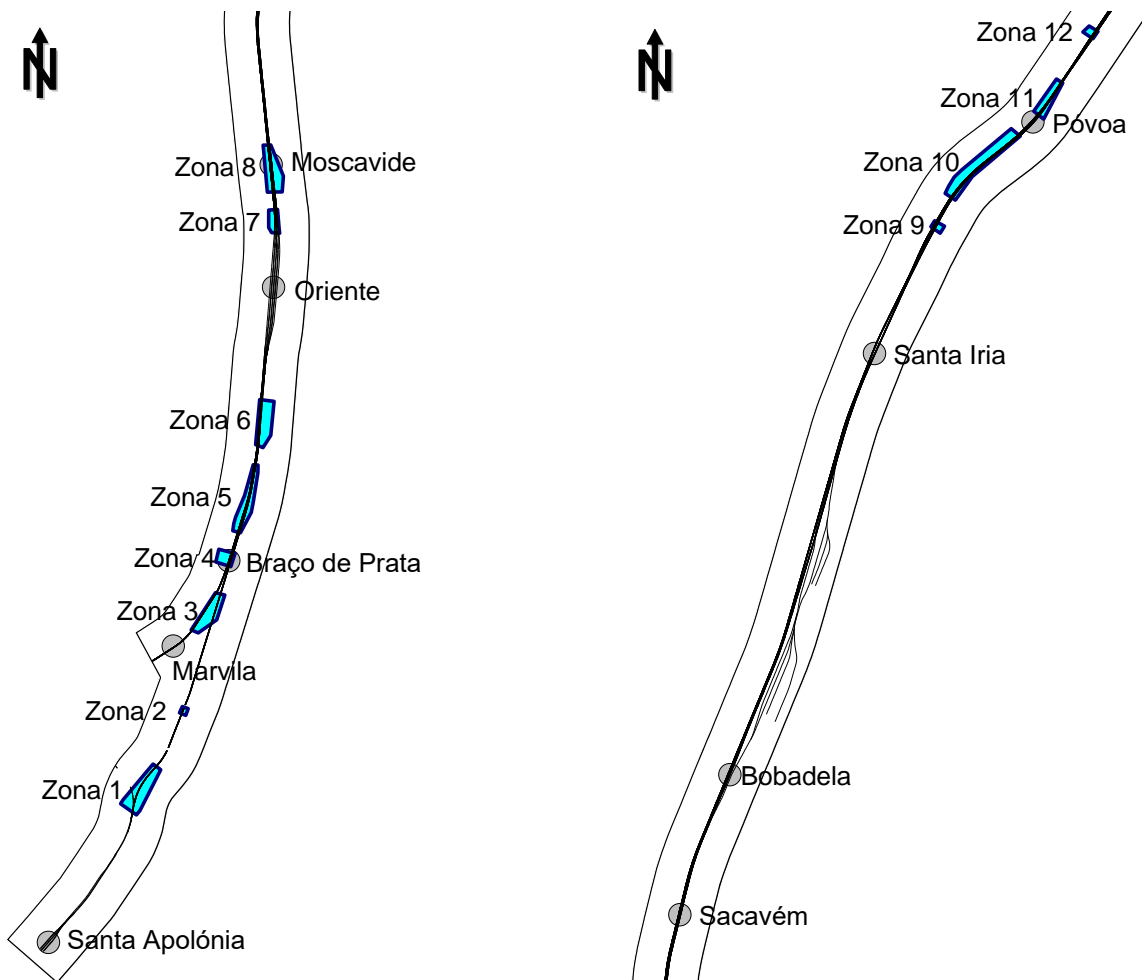 N
Zona 8
Moscavide
Zona 7
Oriente
Zona 6
Zona 5
Zona 4
Braço de Prata
Zona 3
Marvila
Zona 2
Zona 1
Santa Apolónia
N
Zona 12
Zona 11
Póvoa
Zona 10
Zona 9
Santa Iria
Bobadela
Sacavém